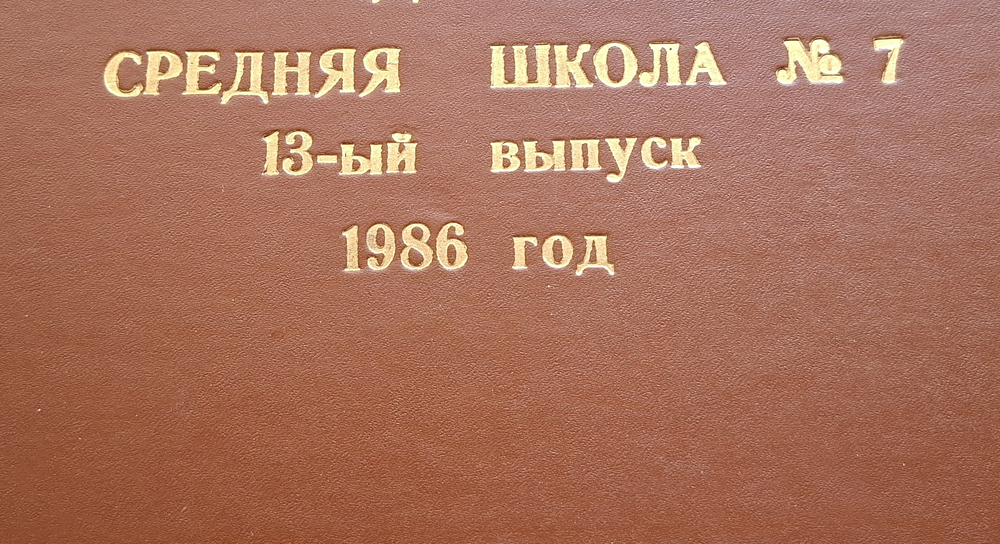 СРЕДНЯЯ ШКОЛА № 7
13-ый выпуск
1986 год